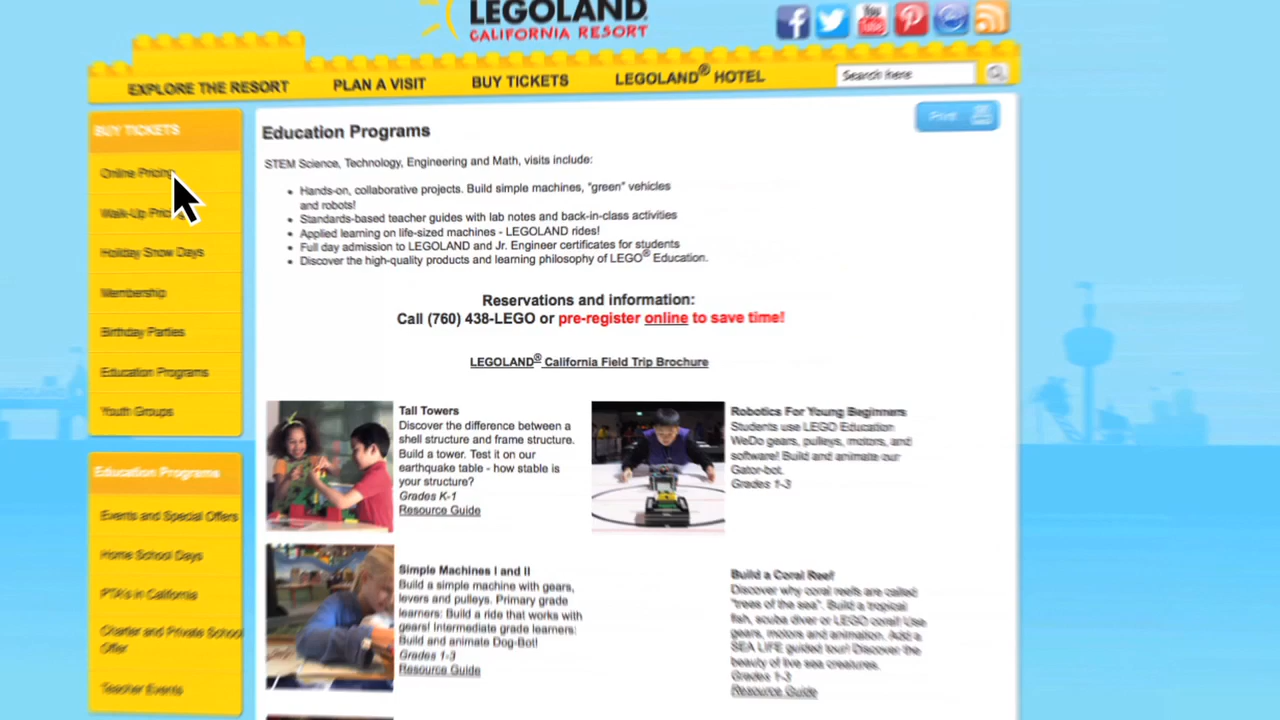 LEGOLAND
CALIFORNIA RESORT
You
Tube
EXPLORE THE RESORT
PLAN A VISIT
BUY TICKETS
LEGOLAND® HOTEL
Search here
BUY TICKETS
Online Pricing
Walk-Up Pric
Holiday Snow Days
Membership
Birthday Parties
Education Programs
Youth Groups
Education Programs
Events and Special Offers
Home School Days
PTA's in California
Charter and Private School
Offer
Teacher Events
Print
Education Programs
STEM Science, Technology, Engineering and Math, visits include:
• Hands-on, collaborative projects. Build simple machines, "green" vehicles
and robots!
• Standards-based teacher guides with lab notes and back-in-class activities
• Applied learning on life-sized machines - LEGOLAND rides!
• Full day admission to LEGOLAND and Jr. Engineer certificates for students
• Discover the high-quality products and learning philosophy of LEGO® Education.
Reservations and information:
Call (760) 438-LEGO or pre-register online to save time!
LEGOLAND® California Field Trip Brochure
Tall Towers
Discover the difference between a
shell structure and frame structure.
Build a tower. Test it on our
earthquake table - how stable is
your structure?
Grades K-1
Resource Guide
Robotics For Young Beginners
Students use LEGO Education
WeDo gears, pulleys, motors, and
software! Build and animate our
Gator-bot.
Grades 1-3
Simple Machines I and II
Build a simple machine with gears,
levers and pulleys. Primary grade
learners: Build a ride that works with
gears! Intermediate grade learners:
Build and animate Dog-Bot!
Grades 1-3
Resource Guide
Build a Coral Reef
Discover why coral reefs are called
"trees of the sea". Build a tropical
fish, scuba diver or LEGO coral! Use
gears, motors and animation. Add a
SEA LIFE guided tour! Discover the
beauty of live sea creatures.
Grades 1-3
Resource Guide